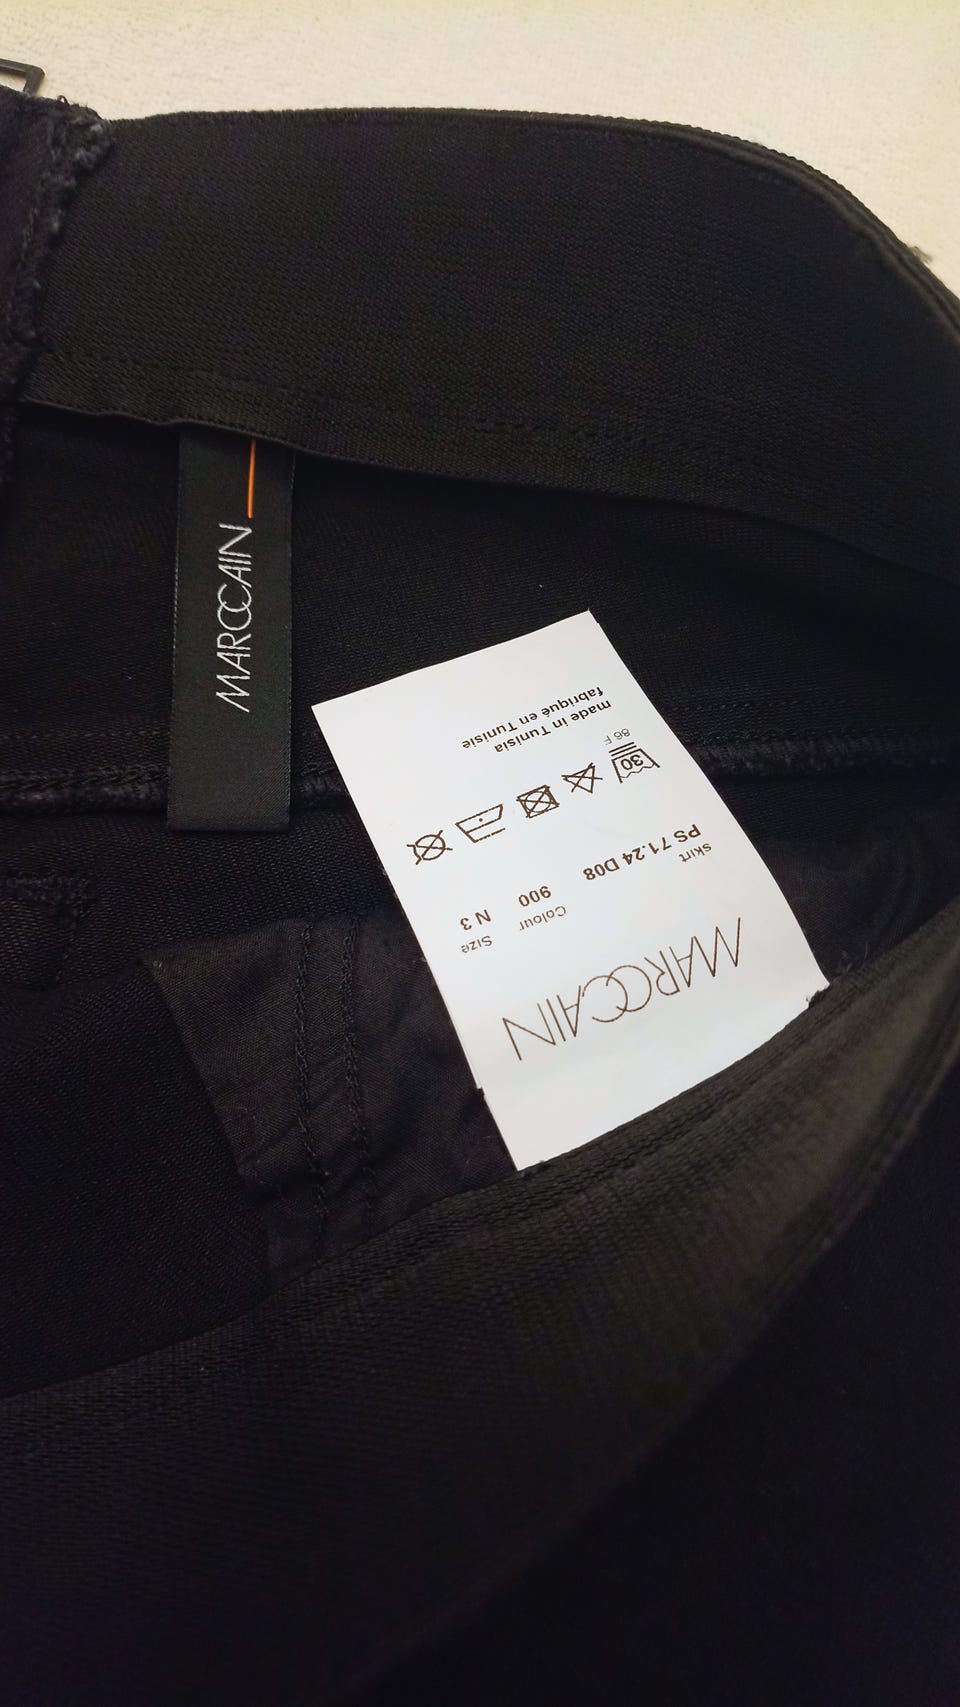 MARCCAIN
MARCCAIN
skirt Colour Size
PS 71.24 D08 900 N 3
30
86 F
made in Tunisia
fabriqué en Tunisie